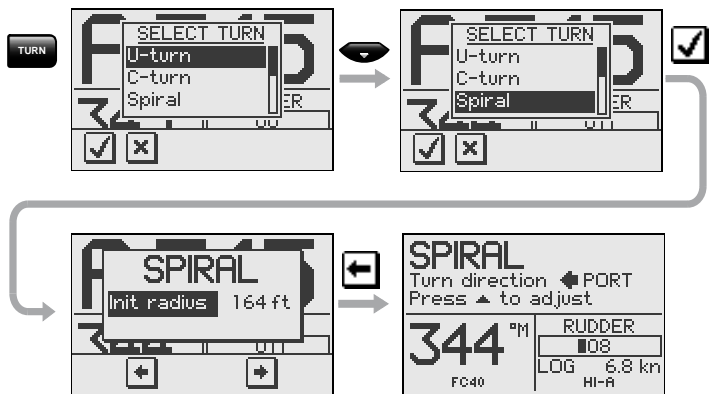 TURN
SELECT TURN
U-turn
C-turn
Spiral
SELECT TURN
U-turn
C-turn
Spiral
SPIRAL
Init radius 164 ft
SPIRAL
Turn direction PORT
Press ▲ to adjust
344 °M
FC40
RUDDER
08
LOG 6.8 kn
HI-A